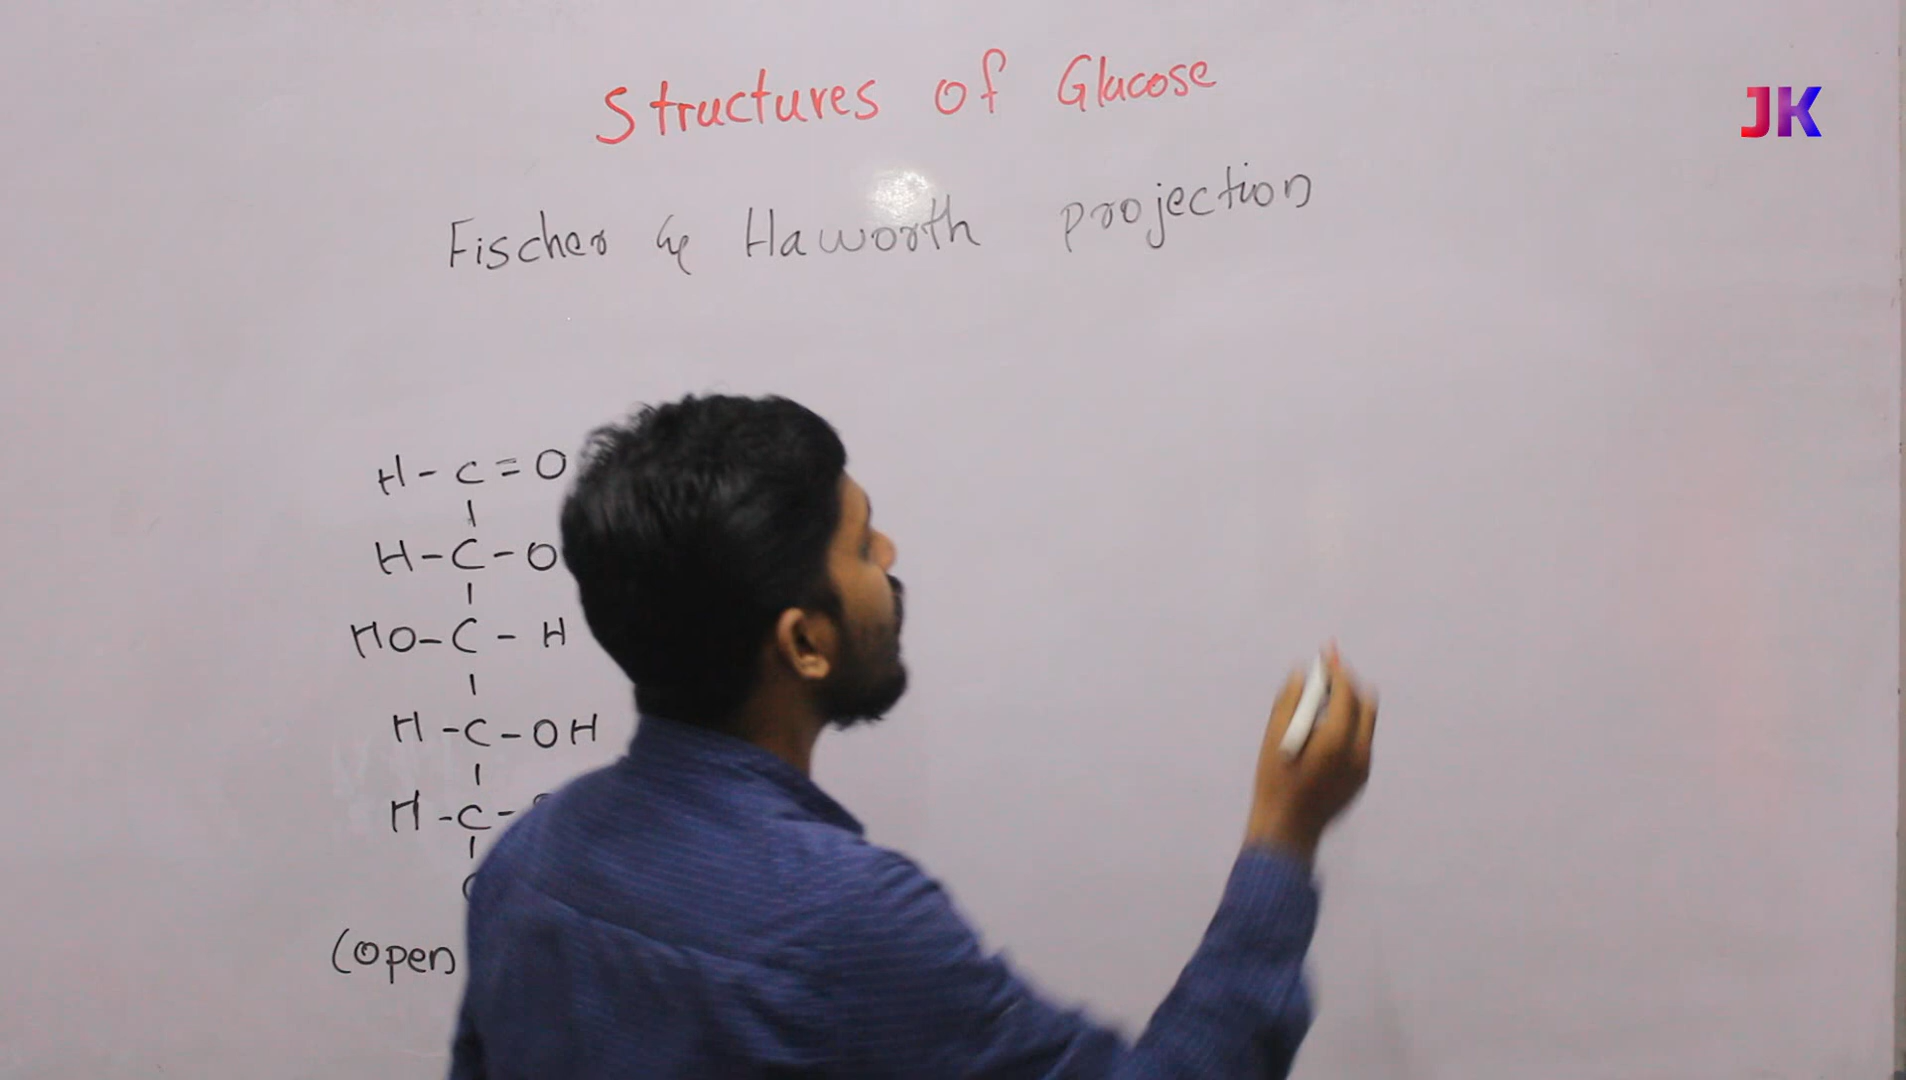 Structures of Glucose
JK
Fischer & Haworth projection
H-C=O
H-C-O
HO-C-H
H-C-OH
H-C-
(open